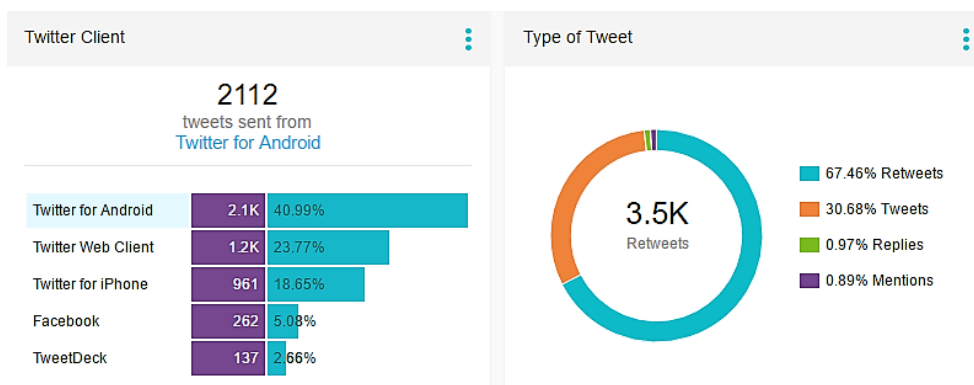 Twitter Client
2112
tweets sent from
Twitter for Android
Twitter for Android 2.1K 40.99%
Twitter Web Client 1.2K 23.77%
Twitter for iPhone 961 18.65%
Facebook 262 5.08%
TweetDeck 137 2.66%
Type of Tweet
3.5K
Retweets
67.46% Retweets
30.68% Tweets
0.97% Replies
0.89% Mentions